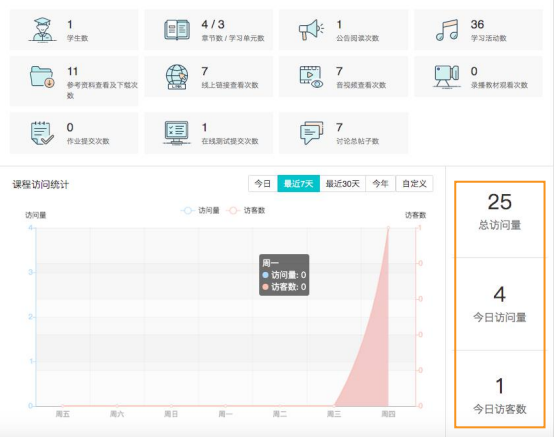 1
学生数
4 / 3
章节数 / 学习单元数
1
公告阅读次数
36
学习活动数
11
参考资料查看及下载次
数
7
线上链接查看次数
7
音视频查看次数
0
录播教材观看次数
0
作业提交次数
1
在线测试提交次数
7
讨论总帖子数
课程访问统计
今日 最近7天 最近30天 今年 自定义
访问量 访问量 访客数 访客数
4
3
2
1
0
1
0
0
0
0
0
周一
访问量: 0
访客数: 0
周五 周六 周日 周一 周二 周三 周四
25
总访问量
4
今日访问量
1
今日访客数